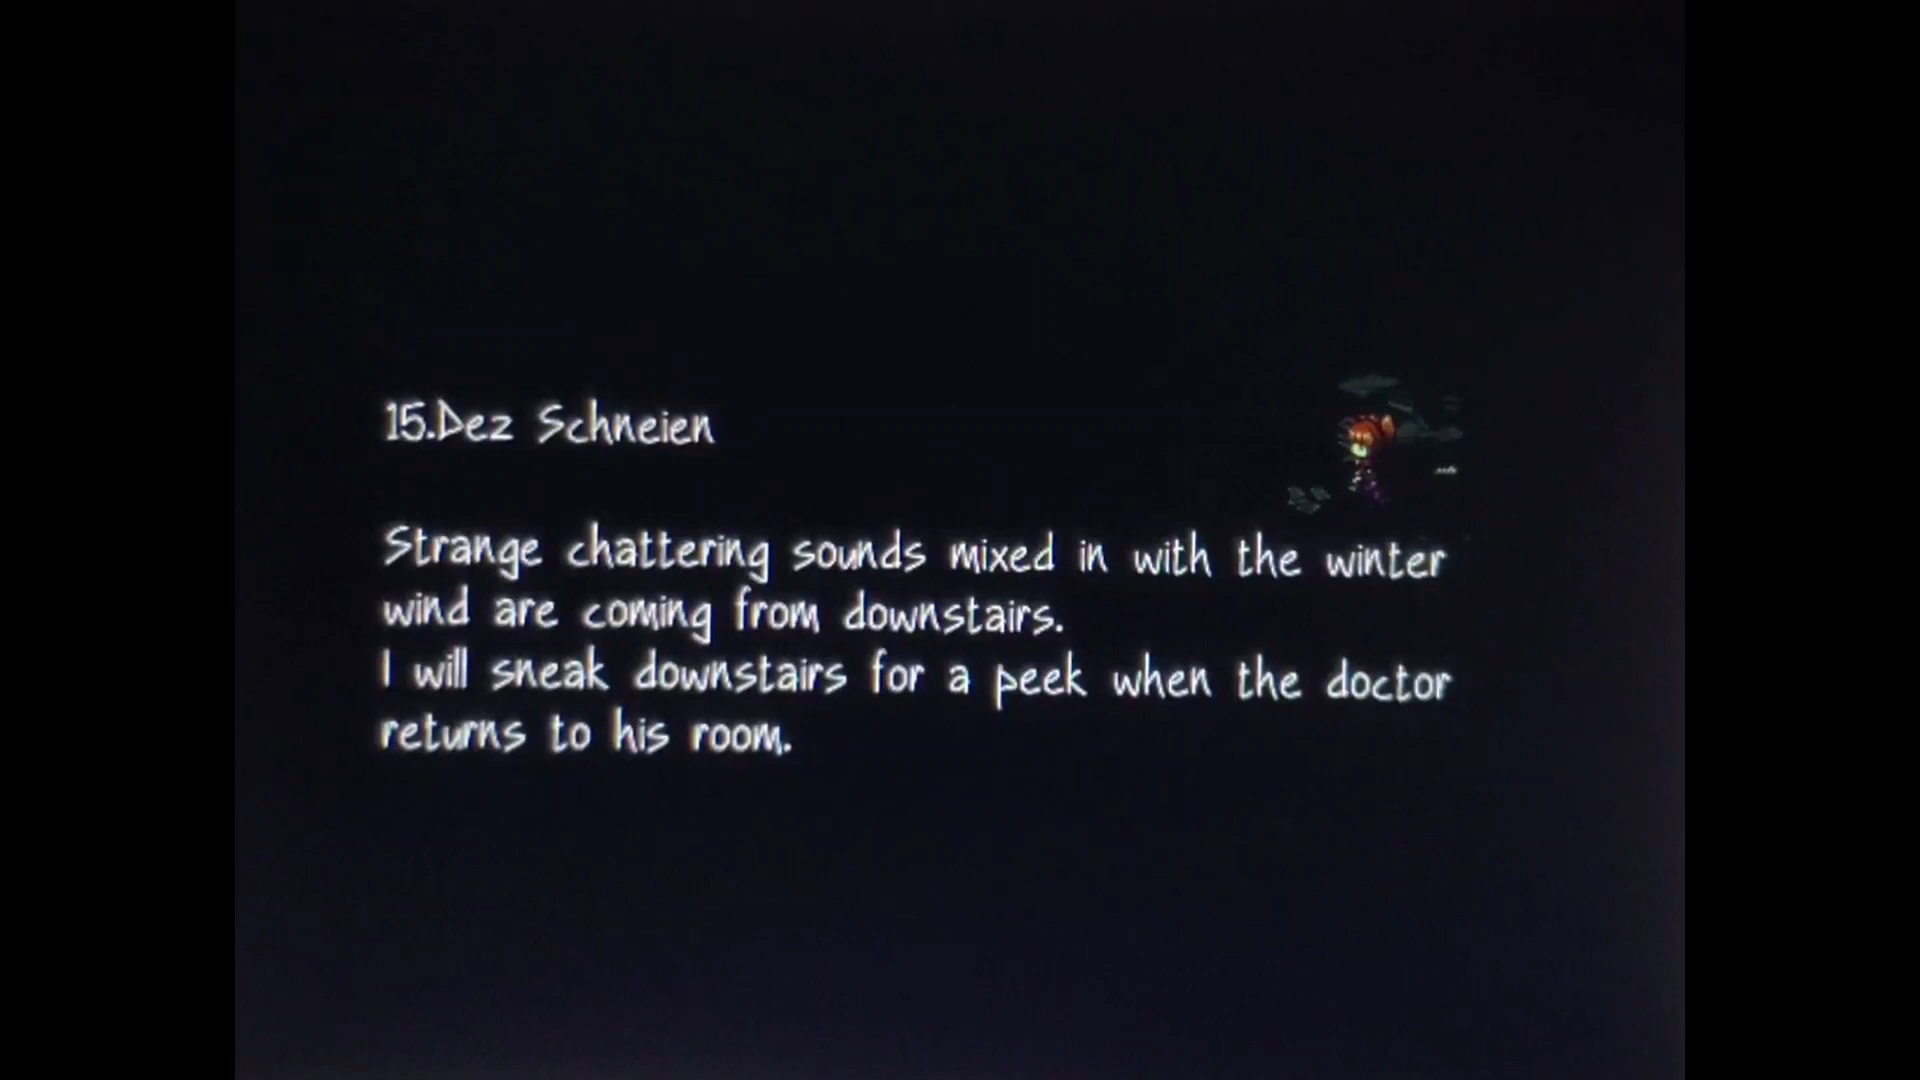 15.Dez Schneien
Strange chattering sounds mixed in with the winter
wind are coming from downstairs.
I will sneak downstairs for a peek when the doctor
returns to his room.